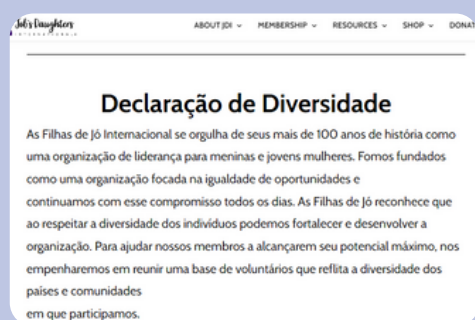 Job's Daughters
INTERNATIONAL
ABOUT JDI MEMBERSHIP RESOURCES SHOP DONAT
Declaração de Diversidade
As Filhas de Jó Internacional se orgulha de seus mais de 100 anos de história como
uma organização de liderança para meninas e jovens mulheres. Fomos fundados
como uma organização focada na igualdade de oportunidades e
continuamos com esse compromisso todos os dias. As Filhas de Jó reconhece que
ao respeitar a diversidade dos indivíduos podemos fortalecer e desenvolver a
organização. Para ajudar nossos membros a alcançarem seu potencial máximo, nos
empenharemos em reunir uma base de voluntários que reflita a diversidade dos
países e comunidades
em que participamos.